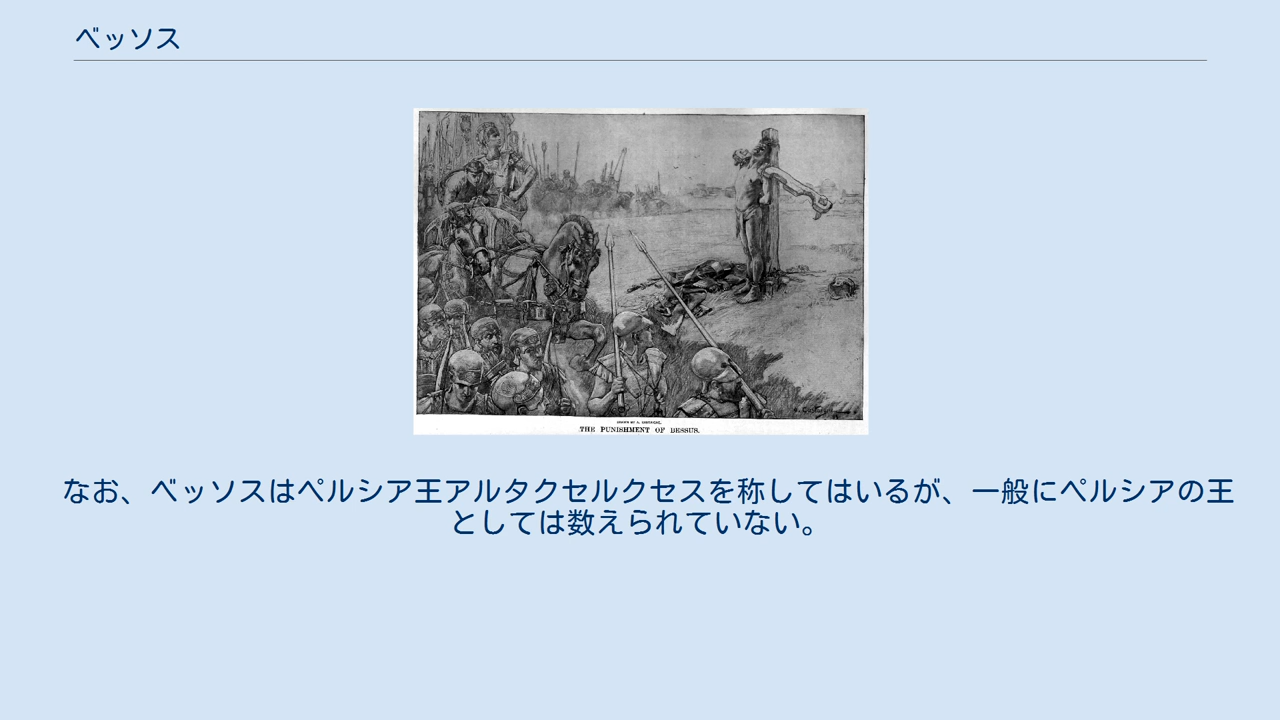 ベッソス
THE PUNISHMENT OF BESSUS.
なお、ベッソスはペルシア王アルタクセルクセスを称してはいるが、一般にペルシアの王
としては数えられていない。